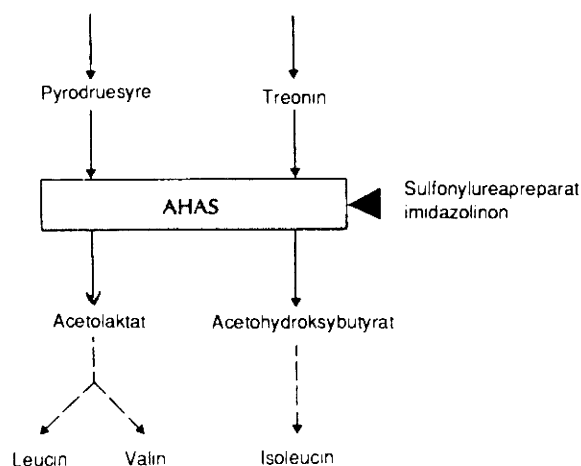 Pyrodruesyre
Treonin
AHAS
Sulfonylureapreparat
imidazolinon
Acetolaktat
Acetohydroksybutyrat
Leucin
Valin
Isoleucin